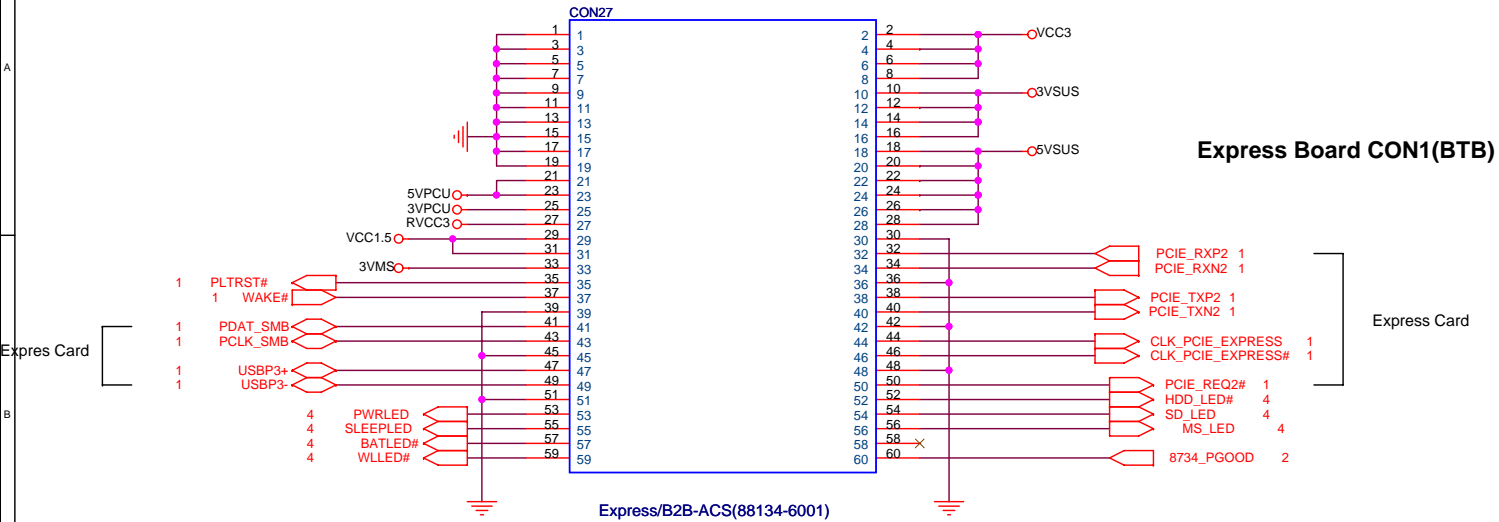 CON27
1 1 2 2 VCC3
3 3 4 4
A 5 5 6 6
7 7 8 8
9 9 10 10 3VSUS
11 11 12 12
13 13 14 14
15 15 16 16
17 17 18 18 5VSUS Express Board CON1(BTB)
19 19 20 20
21 21 22 22
5VPCU 23 23 24 24
3VPCU 25 25 26 26
RVCC3 27 27 28 28
VCC1.5 29 29 30 30
31 31 32 32 PCIE_RXP2 1
3VMS 33 33 34 34 PCIE_RXN2 1
1 PLTRST# 35 35 36 36
1 WAKE# 37 37 38 38 PCIE_TXP2 1
39 39 40 40 PCIE_TXN2 1
1 PDAT_SMB 41 41 42 42 Express Card
1 PCLK_SMB 43 43 44 44 CLK_PCIE_EXPRESS 1
Expres Card 45 45 46 46 CLK_PCIE_EXPRESS# 1
1 USBP3+ 47 47 48 48
1 USBP3- 49 49 50 50 PCIE_REQ2# 1
51 51 52 52 HDD_LED# 4
B 4 PWRLED 53 53 54 54 SD_LED 4
4 SLEEPLED 55 55 56 56 MS_LED 4
4 BATLED# 57 57 58 58
4 WLLED# 59 59 60 60 8734_PGOOD 2
Express/B2B-ACS(88134-6001)